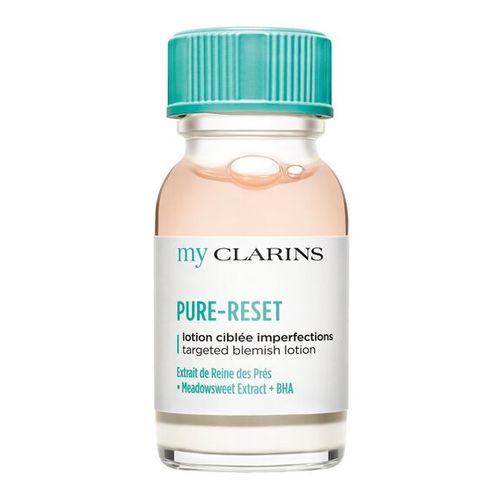 my CLARINS
PURE-RESET
lotion ciblée imperfections
targeted blemish lotion
Extrait de Reine des Prés
• Meadowsweet Extract + BHA